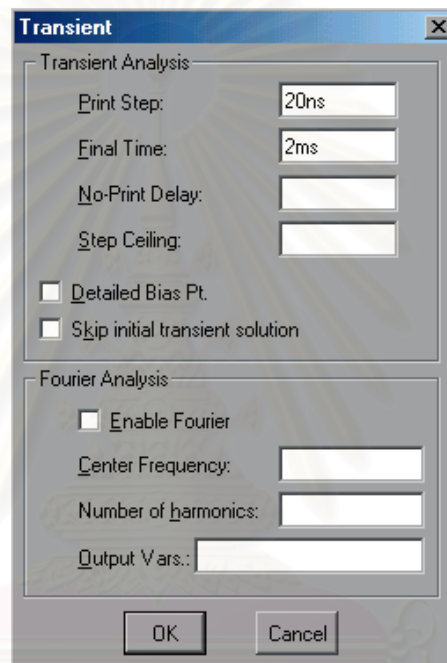 Transient
Transient Analysis
Print Step: 20ns
Final Time: 2ms
No-Print Delay:
Step Ceiling:
Detailed Bias Pt.
Skip initial transient solution
Fourier Analysis
Enable Fourier
Center Frequency:
Number of harmonics:
Output Vars.:
OK Cancel